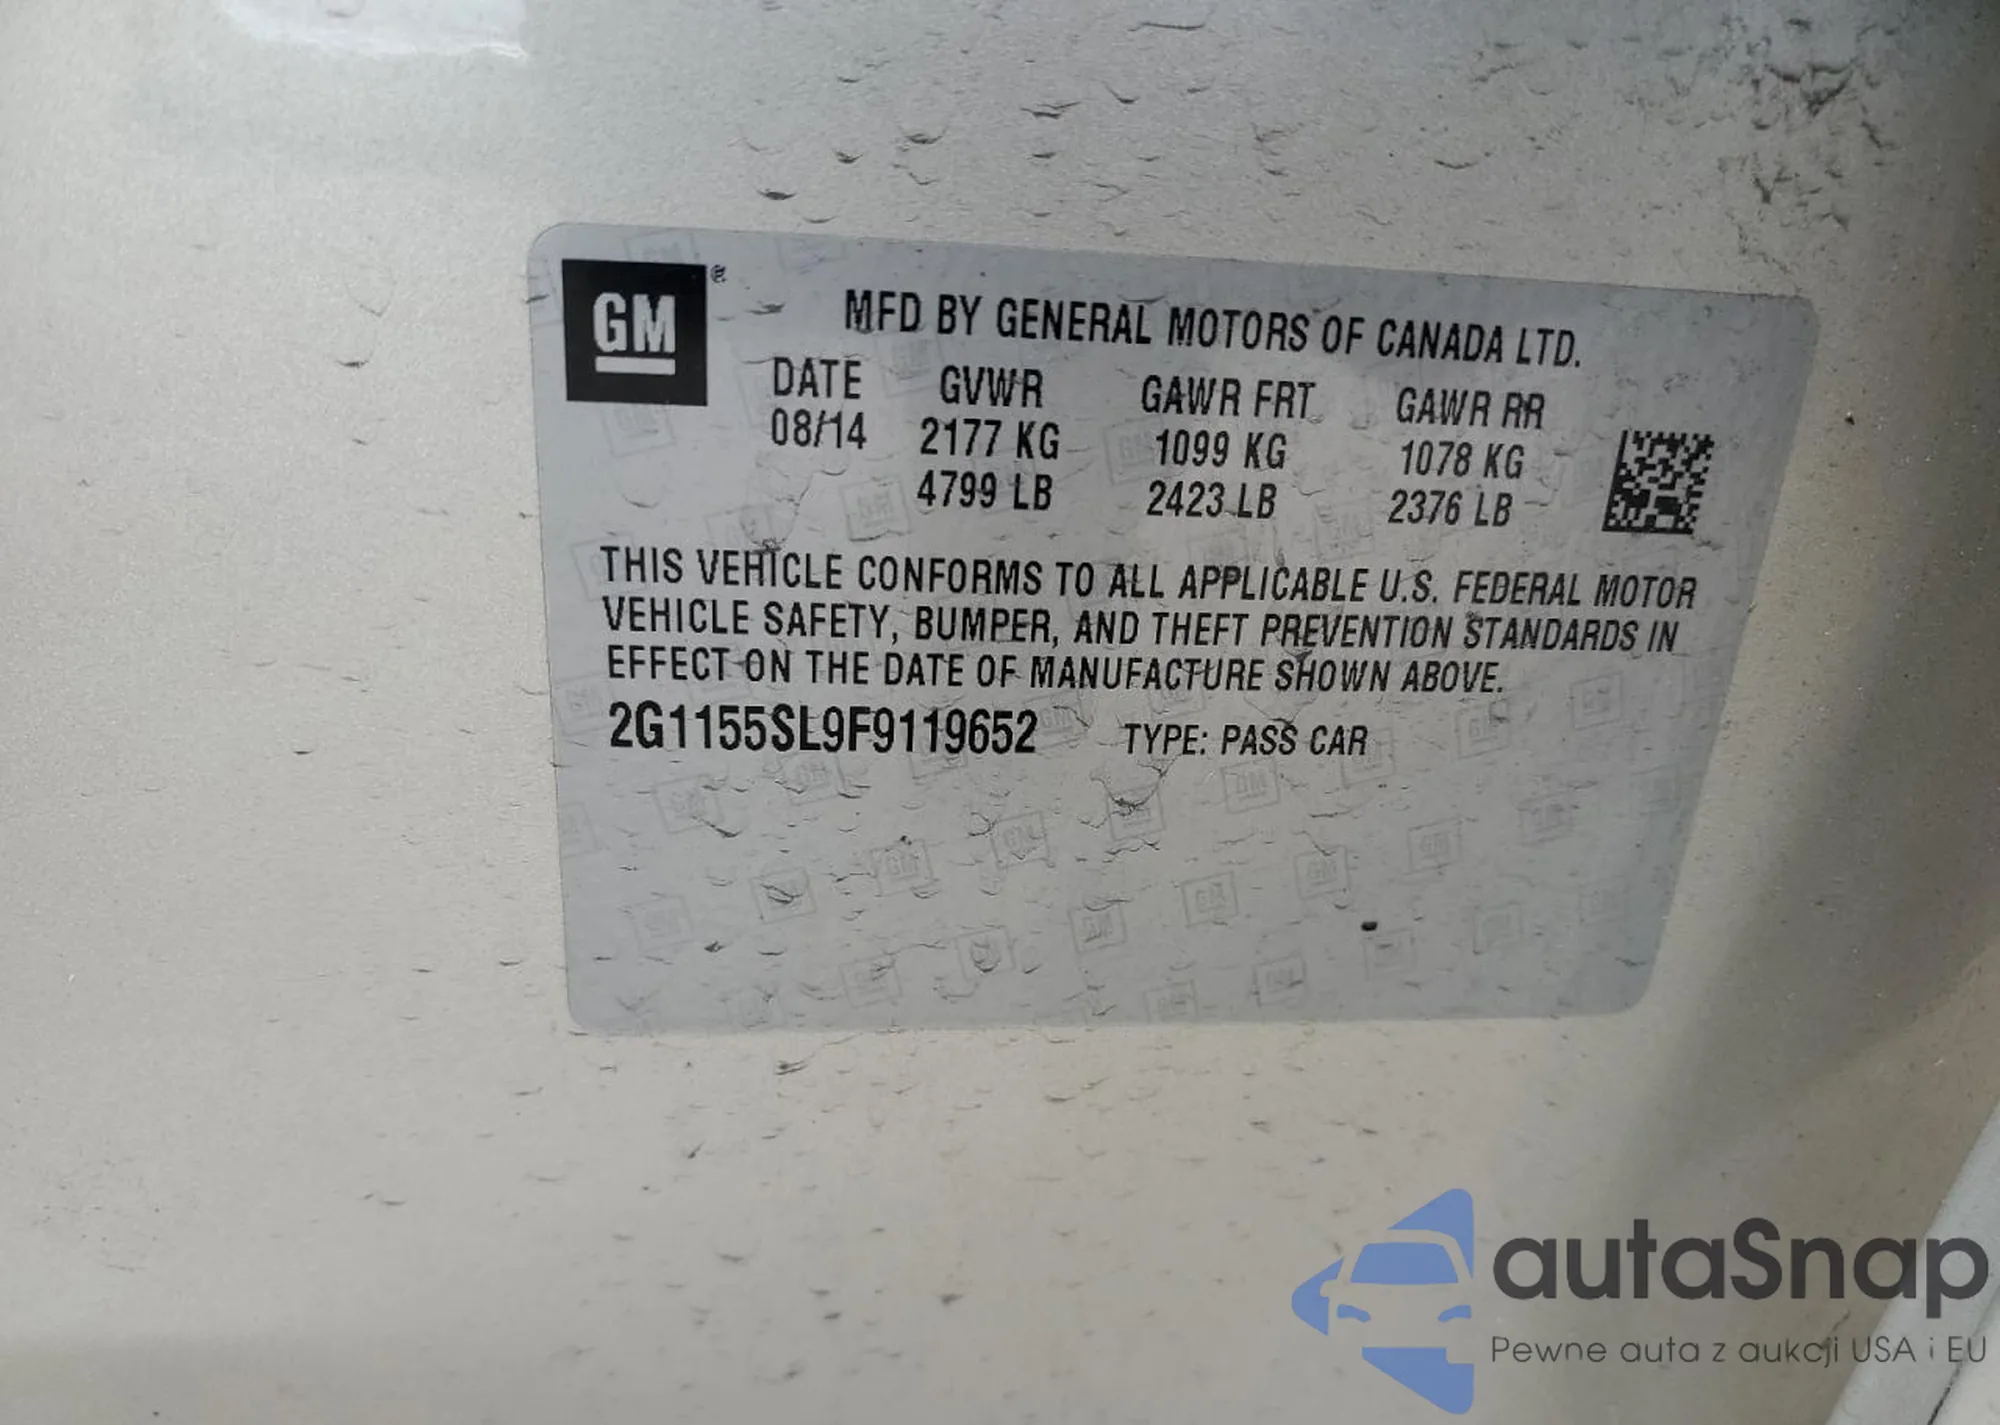 GM®
MFD BY GENERAL MOTORS OF CANADA LTD.
DATE GVWR GAWR FRT GAWR RR
08/14 2177 KG 1099 KG 1078 KG
4799 LB 2423 LB 2376 LB
THIS VEHICLE CONFORMS TO ALL APPLICABLE U.S. FEDERAL MOTOR
VEHICLE SAFETY, BUMPER, AND THEFT PREVENTION STANDARDS IN
EFFECT ON THE DATE OF MANUFACTURE SHOWN ABOVE.
2G1155SL9F9119652 TYPE: PASS CAR
autaSnap
Pewne auta z aukcji USA i EU